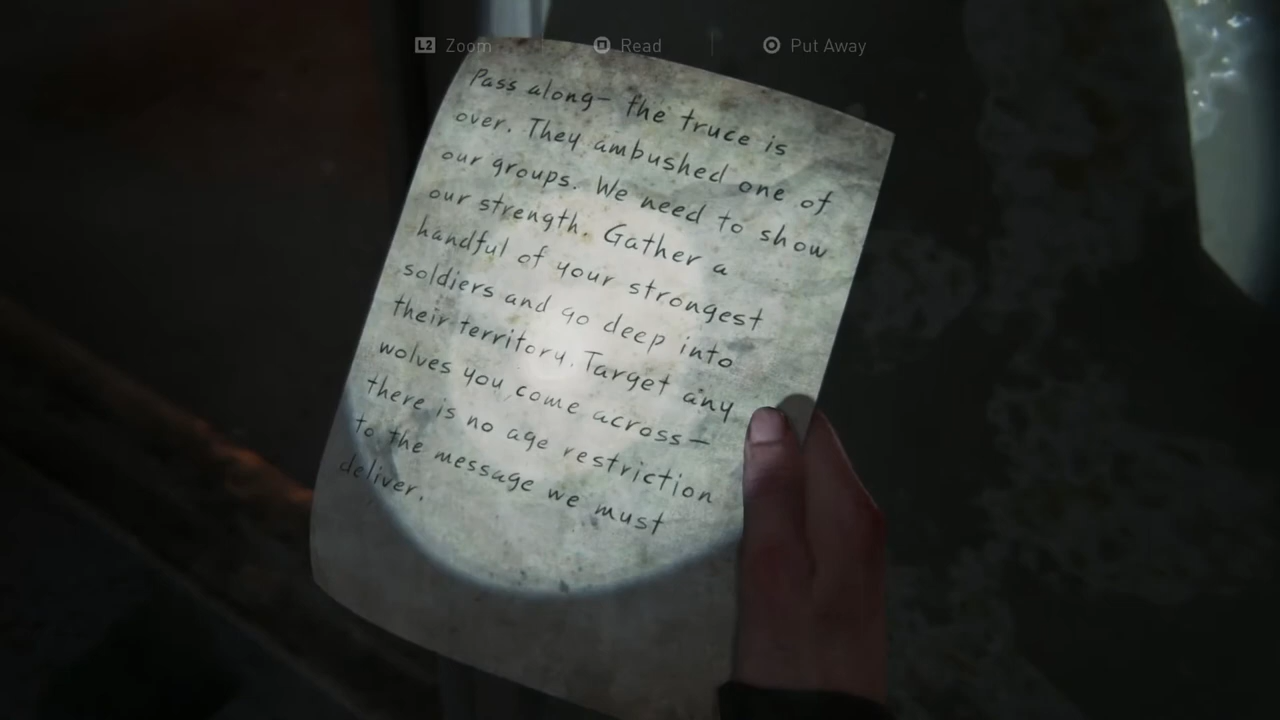 L2 Zoom Read Put Away
Pass along— the truce is
over. They ambushed one of
our groups. We need to show
our strength. Gather a
handful of your strongest
soldiers and go deep into
their territory. Target any
wolves you come across—
there is no age restriction
to the message we must
deliver.